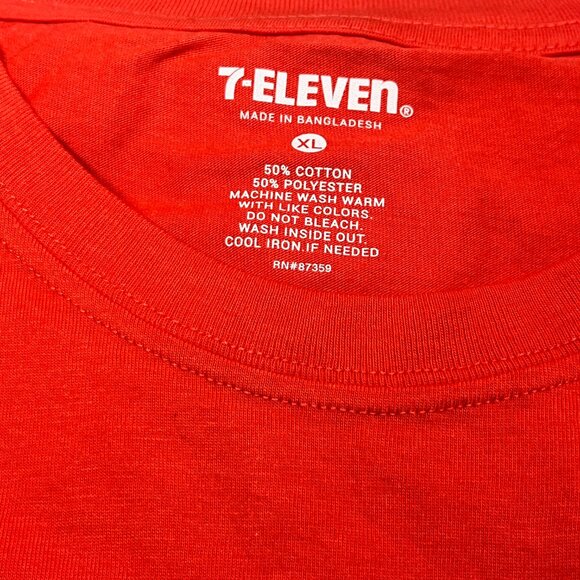 7-ELEVEn®
MADE IN BANGLADESH
XL
50% COTTON
50% POLYESTER
MACHINE WASH WARM
WITH LIKE COLORS.
DO NOT BLEACH.
WASH INSIDE OUT.
COOL IRON.IF NEEDED
RN#87359